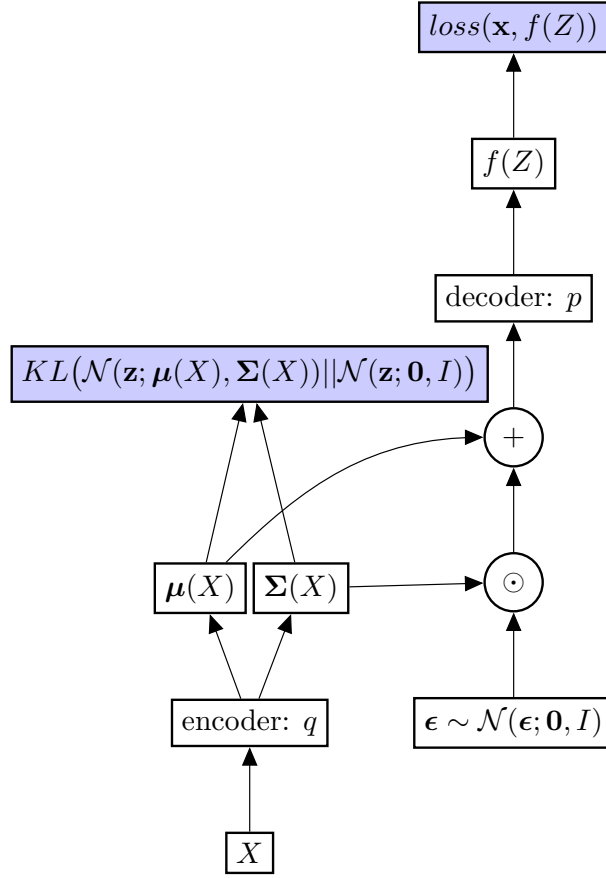 loss(𝐱, f(Z))
f(Z)
decoder: p
KL(𝒩(𝐳; 𝝁(X), 𝚺(X))||𝒩(𝐳; 𝟎, I))
+
𝝁(X) 𝚺(X) ⊙
encoder: q 𝝐 ∼ 𝒩(𝝐; 𝟎, I)
X